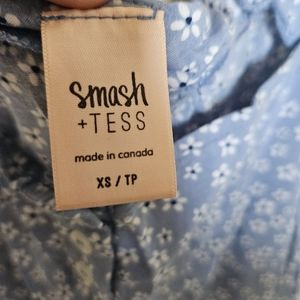 smash
+TESS
made in canada
XS / TP